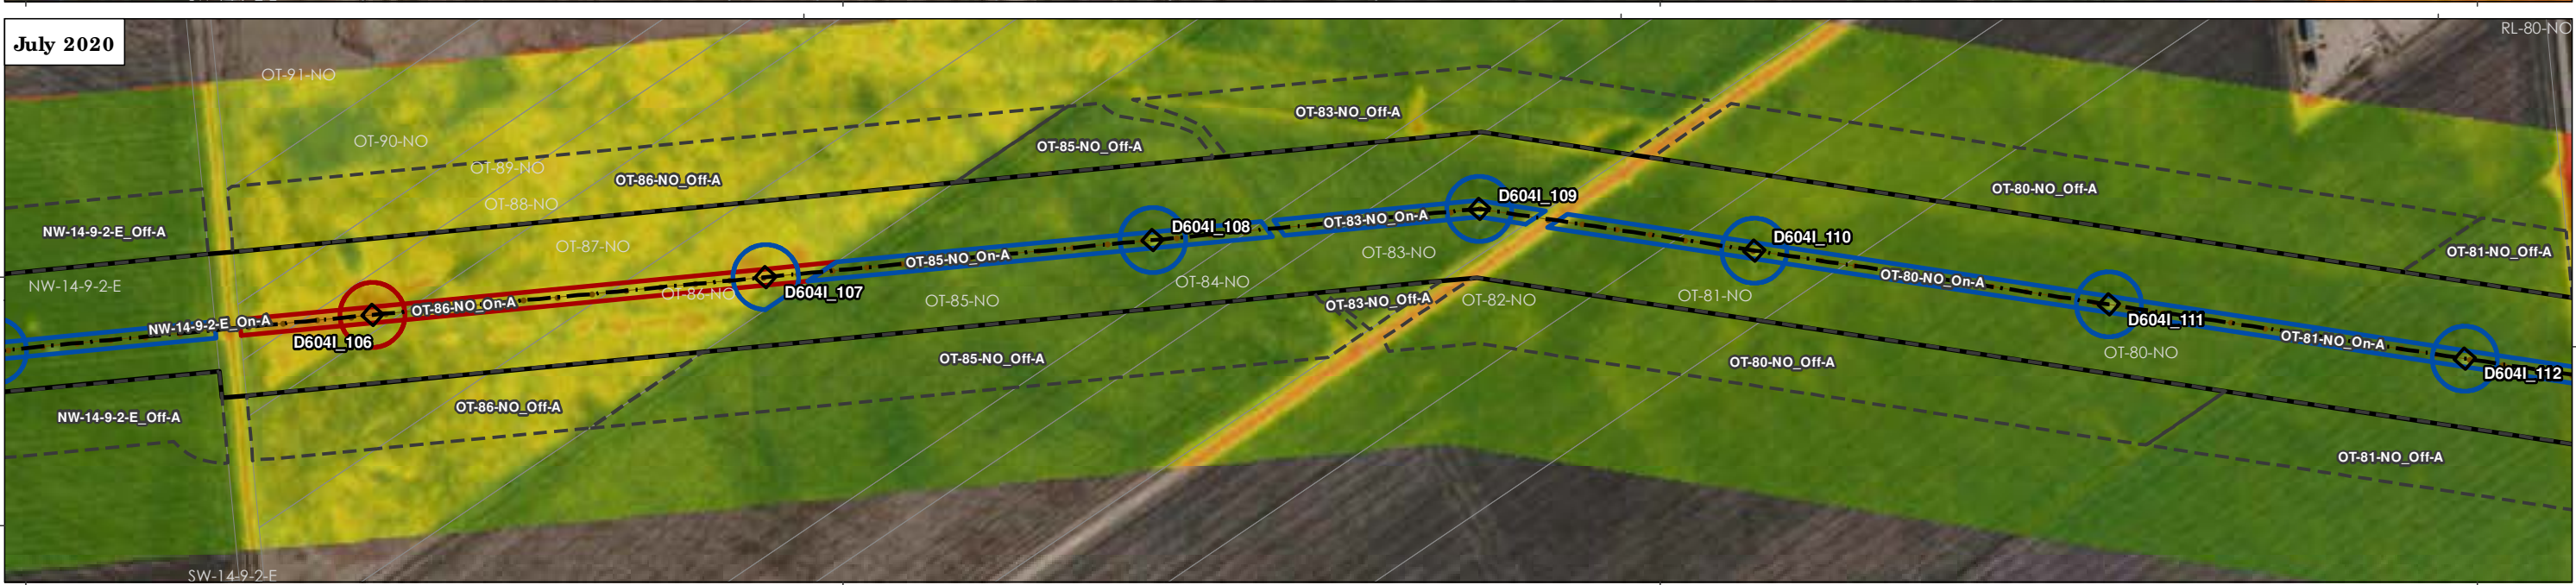 July 2020
RL-80-NO
OT-91-NO
OT-83-NO_Off-A
OT-90-NO
OT-85-NO_Off-A
OT-89-NO
OT-86-NO_Off-A
OT-80-NO_Off-A
D604I_109
OT-88-NO
OT-83-NO_On-A
D604I_108
NW-14-9-2-E_Off-A
D604I_110
OT-87-NO
OT-83-NO
OT-81-NO_Off-A
OT-85-NO_On-A
OT-84-NO
OT-80-NO_On-A
NW-14-9-2-E
OT-86-NO
D604I_107
OT-81-NO
OT-85-NO
OT-83-NO_Off-A
OT-82-NO
OT-86-NO_On-A
D604I_111
NW-14-9-2-E_On-A
D604I_106
OT-81-NO_On-A
OT-80-NO
OT-85-NO_Off-A
OT-80-NO_Off-A
D604I_112
OT-86-NO_Off-A
NW-14-9-2-E_Off-A
OT-81-NO_Off-A
SW-14-9-2-E